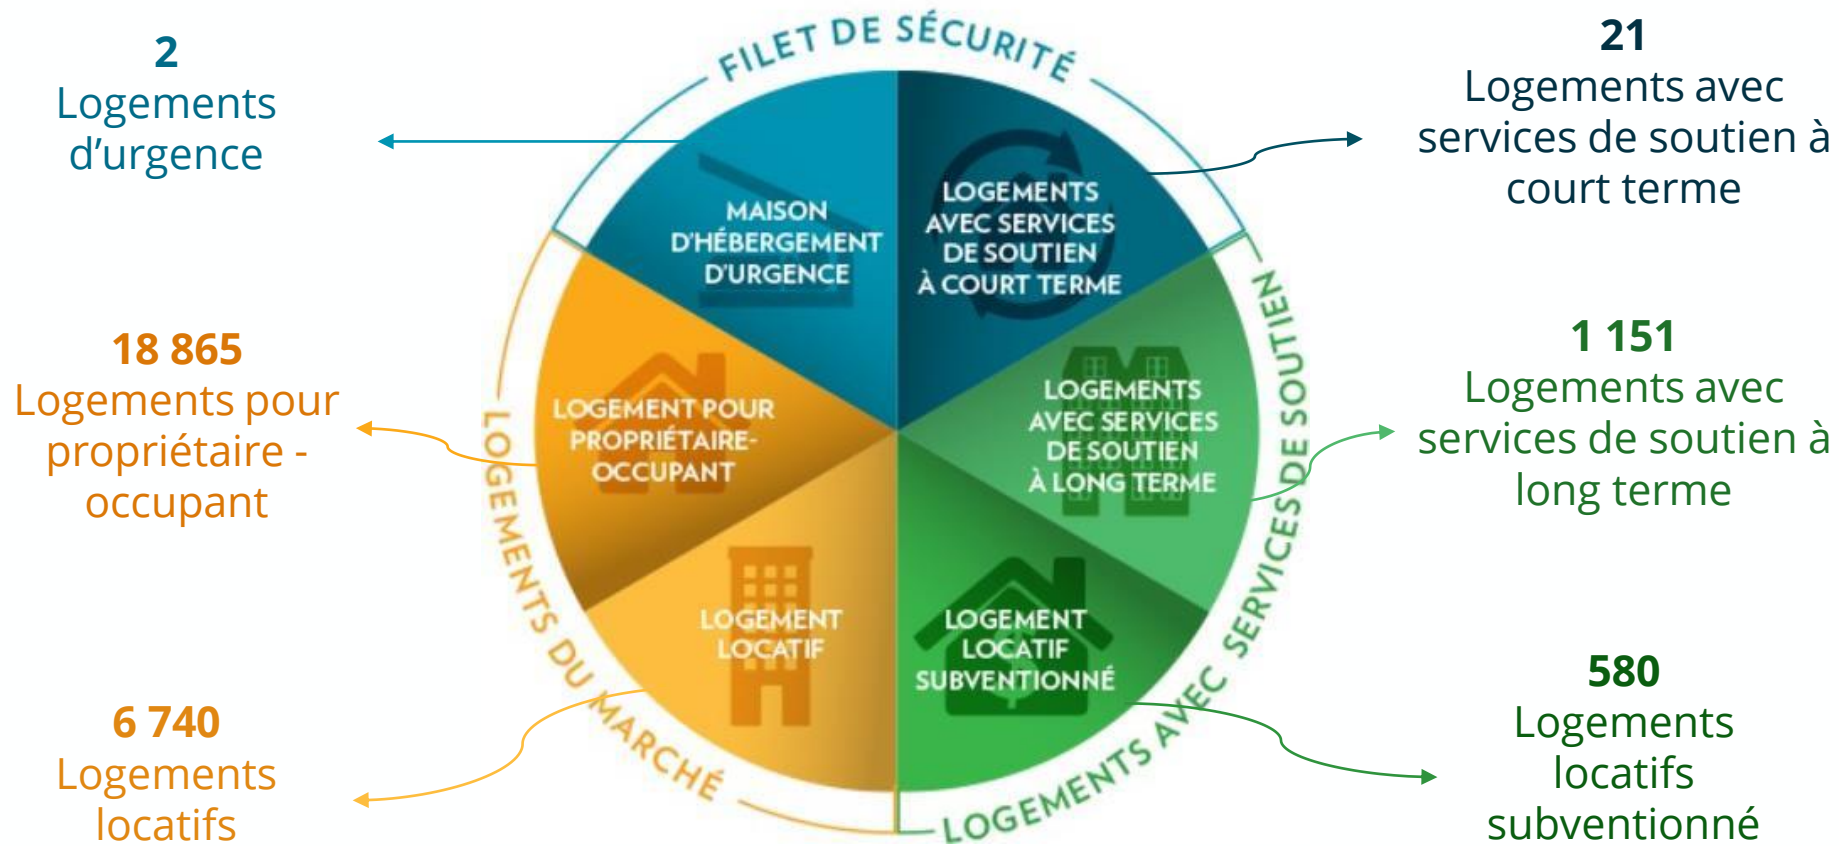 2
Logements
d’urgence
18 865
Logements pour
propriétaire -
occupant
6 740
Logements
locatifs
FILET DE SÉCURITÉ
MAISON
D'HÉBERGEMENT
D'URGENCE
LOGEMENTS
AVEC SERVICES
DE SOUTIEN
À COURT TERME
LOGEMENT POUR
PROPRIÉTAIRE-
OCCUPANT
LOGEMENTS
AVEC SERVICES
DE SOUTIEN
À LONG TERME
LOGEMENT
LOCATIF
LOGEMENT
LOCATIF
SUBVENTIONNÉ
LOGEMENTS DU MARCHÉ
LOGEMENTS AVEC SERVICES DE SOUTIEN
21
Logements avec
services de soutien à
court terme
1 151
Logements avec
services de soutien à
long terme
580
Logements
locatifs
subventionné